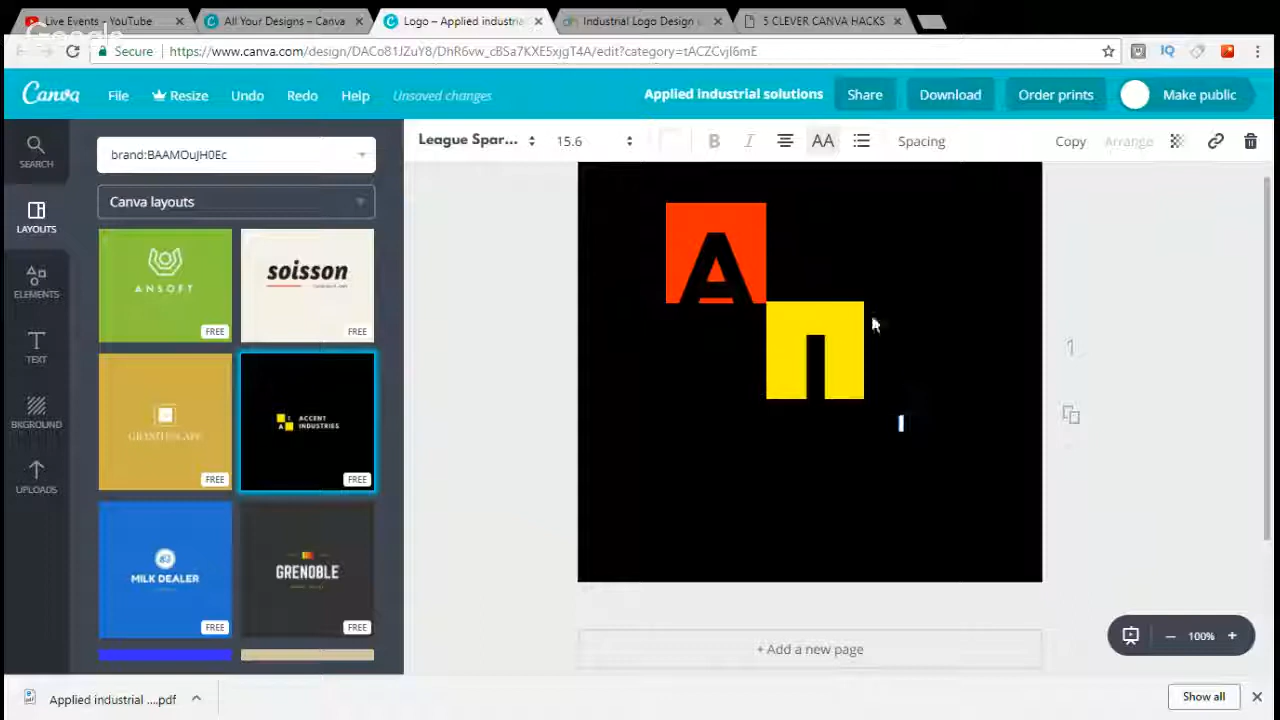 Live Events - YouTube
All Your Designs – Canva
Logo – Applied industria
Industrial Logo Design
5 CLEVER CANVA HACKS
Google
Secure
https://www.canva.com/design/DACo81JZuY8/DhR6vw_cBSa7KXE5xjgT4A/edit?category=tACZCvjI6mE
IQ
Canva
File
Resize
Undo
Redo
Help
Unsaved changes
Applied industrial solutions
Share
Download
Order prints
Make public
SEARCH
LAYOUTS
ELEMENTS
TEXT
BKGROUND
UPLOADS
brand:BAAMOuJH0Ec
Canva layouts
ANSOFT
FREE
soisson
FREE
FREE
ACCENT
INDUSTRIES
FREE
MILK DEALER
FREE
GRENOBLE
FREE
League Spar...
15.6
B
I
AA
Spacing
Copy
Arrange
A
I
1
+ Add a new page
100%
Applied industrial ....pdf
Show all